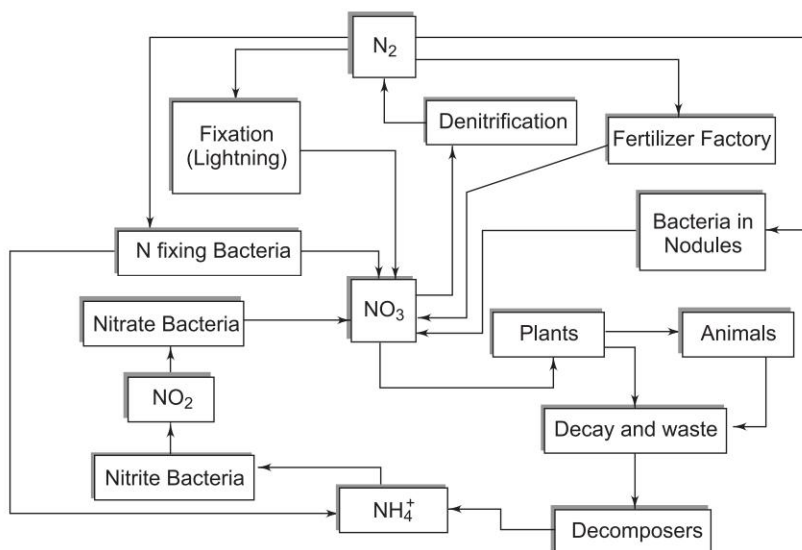 N₂
Fixation
(Lightning)
Denitrification
Fertilizer Factory
Bacteria in
Nodules
N fixing Bacteria
NO₃
Nitrate Bacteria
Plants
Animals
NO₂
Decay and waste
Nitrite Bacteria
NH₄⁺
Decomposers